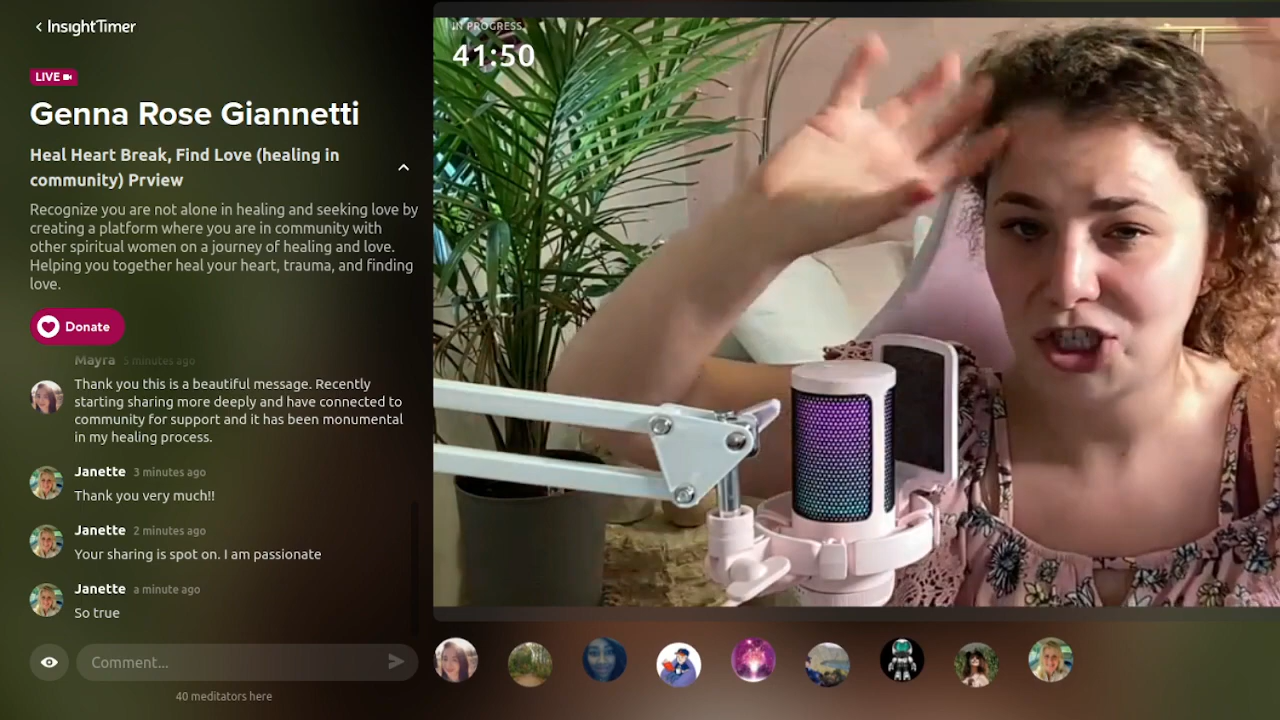 InsightTimer
LIVE
Genna Rose Giannetti
Heal Heart Break, Find Love (healing in
community) Prview
Recognize you are not alone in healing and seeking love by
creating a platform where you are in community with
other spiritual women on a journey of healing and love.
Helping you together heal your heart, trauma, and finding
love.
Donate
Mayra 5 minutes ago
Thank you this is a beautiful message. Recently
starting sharing more deeply and have connected to
community for support and it has been monumental
in my healing process.
Janette 3 minutes ago
Thank you very much!!
Janette 2 minutes ago
Your sharing is spot on. I am passionate
Janette a minute ago
So true
Comment...
40 meditators here
IN PROGRESS
41:50